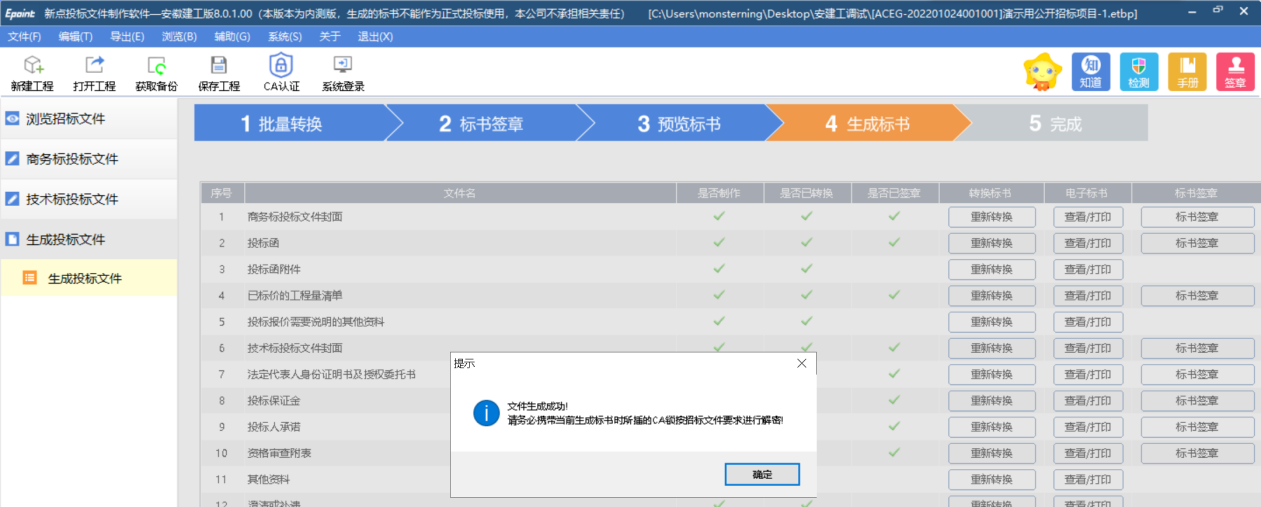 Epoint 新点投标文件制作软件—安徽建工版8.0.1.00（本版本为内测版，生成的标书不能作为正式投标使用，本公司不承担相关责任） [C:\Users\monsterning\Desktop\安建工调试\[ACEG-202201024001001]演示用公开招标项目-1.etbp]
文件(F) 编辑(T) 导出(E) 浏览(B) 辅助(G) 系统(S) 关于 退出(X)
新建工程 打开工程 获取备份 保存工程 CA认证 系统登录 知 知道 检测 手册 签章
浏览招标文件
商务标投标文件
技术标投标文件
生成投标文件
生成投标文件
1 批量转换 2 标书签章 3 预览标书 4 生成标书 5 完成
序号 文件名 是否制作 是否已转换 是否已签章 转换标书 电子标书 标书签章
1 商务标投标文件封面 重新转换 查看/打印 标书签章
2 投标函 重新转换 查看/打印 标书签章
3 投标函附件 重新转换 查看/打印
4 已标价的工程量清单 重新转换 查看/打印 标书签章
5 投标报价需要说明的其他资料 重新转换 查看/打印
6 技术标投标文件封面 重新转换 查看/打印 标书签章
7 法定代表人身份证明书及授权委托书 重新转换 查看/打印 标书签章
8 投标保证金 重新转换 查看/打印 标书签章
9 投标人承诺 重新转换 查看/打印 标书签章
10 资格审查附表 重新转换 查看/打印 标书签章
11 其他资料 重新转换 查看/打印
12 澄清或补遗 重新转换 查看/打印
提示
文件生成成功!
请务必携带当前生成标书时所插的CA锁按招标文件要求进行解密!
确定